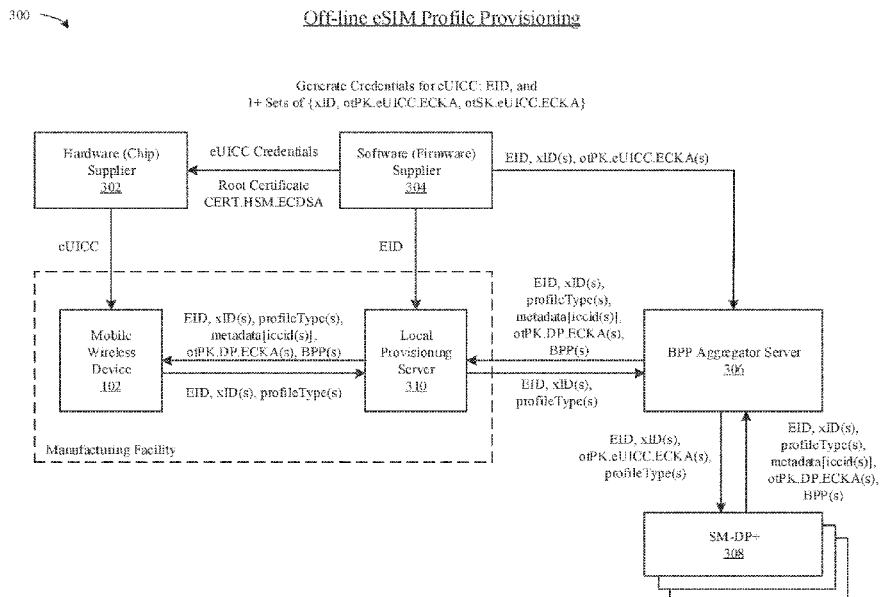 300
Off-line eSIM Profile Provisioning
Generate Credentials for eUICC: EID, and
1+ Sets of {xID, otPK.eUICC.ECKA, otSK.eUICC.ECKA}
Hardware (Chip)
Supplier
302
eUICC Credentials
Root Certificate
CERT.HSM.ECDSA
Software (Firmware)
Supplier
304
EID, xID(s), otPK.eUICC.ECKA(s)
eUICC
EID
Mobile
Wireless
Device
102
EID, xID(s), profileType(s),
metadata[iccid(s)],
otPK.DP.ECKA(s), BPP(s)
EID, xID(s), profileType(s)
Local
Provisioning
Server
310
EID, xID(s),
profileType(s),
metadata[iccid(s)],
otPK.DP.ECKA(s),
BPP(s)
EID, xID(s),
profileType(s)
BPP Aggregator Server
306
Manufacturing Facility
EID, xID(s),
otPK.eUICC.ECKA(s),
profileType(s)
EID, xID(s),
profileType(s),
metadata[iccid(s)],
otPK.DP.ECKA(s),
BPP(s)
SM-DP+
308